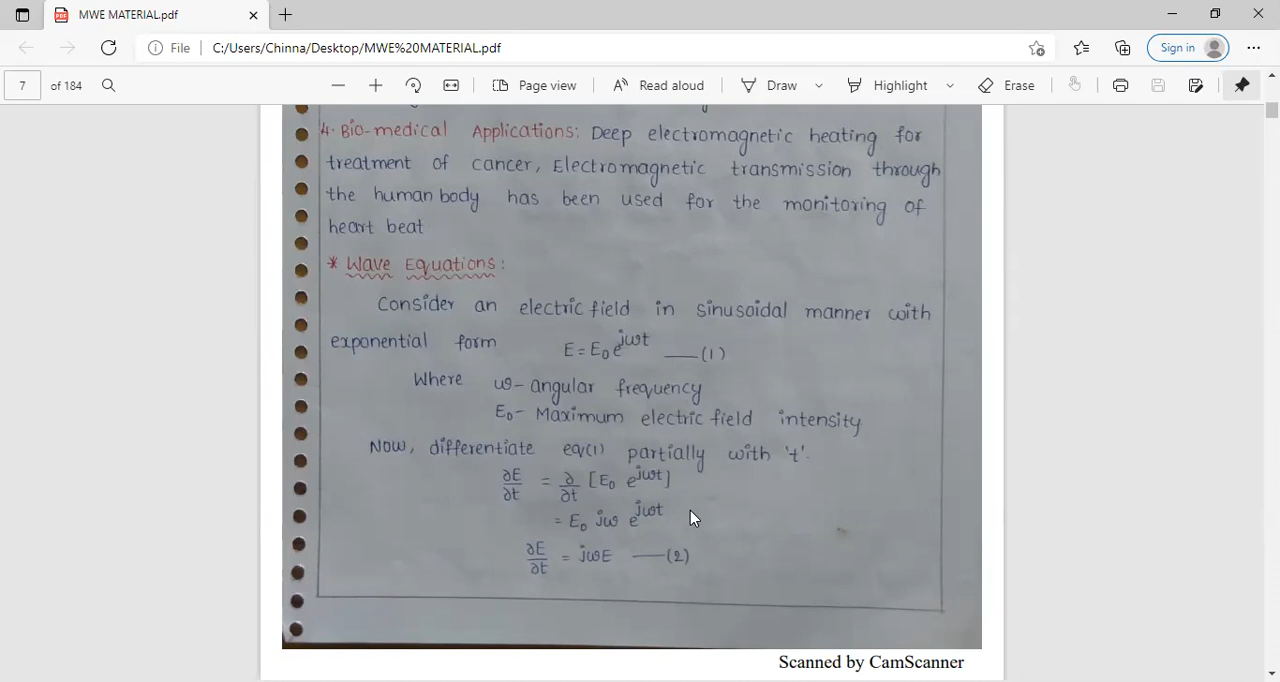 MWE MATERIAL.pdf
File C:/Users/Chinna/Desktop/MWE%20MATERIAL.pdf Sign in
7 of 184 Page view Read aloud Draw Highlight Erase
4. Bio-medical Applications: Deep electromagnetic heating for
treatment of cancer, Electromagnetic transmission through
the human body has been used for the monitoring of
heart beat
* Wave Equations:
Consider an electric field in sinusoidal manner with
exponential form E = E₀e^{jωt} —(1)
Where ω - angular frequency
E₀ - Maximum electric field intensity
Now, differentiate eq(1) partially with 't'.
∂E/∂t = ∂/∂t [E₀ e^{jωt}]
= E₀ jω e^{jωt}
∂E/∂t = jωE —(2)
Scanned by CamScanner